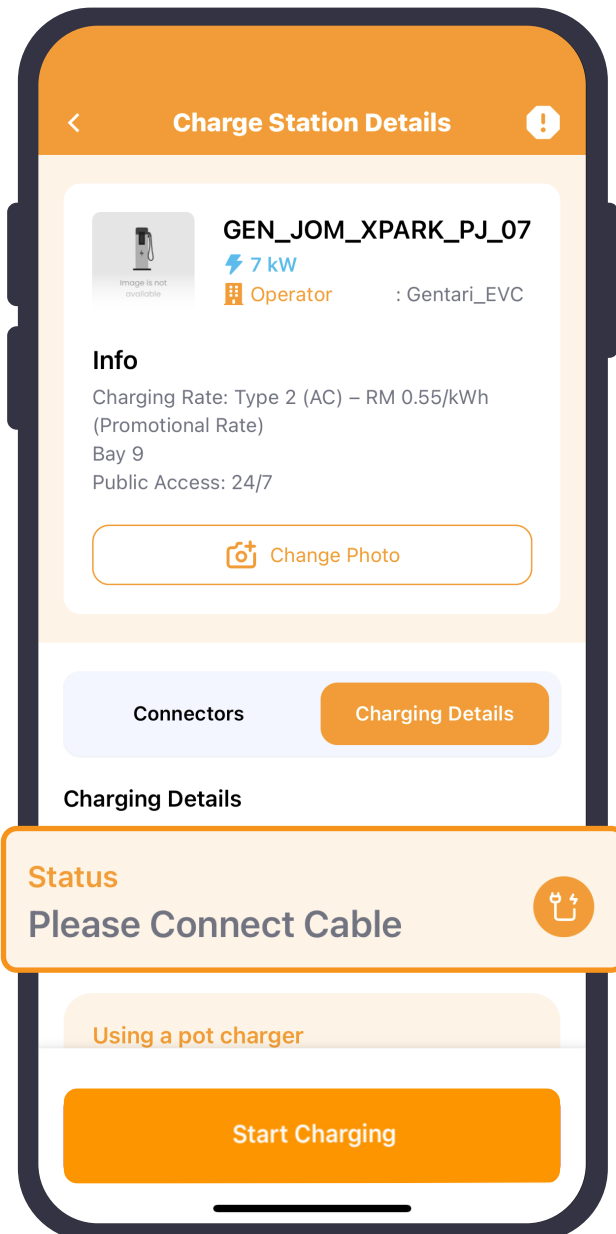 Charge Station Details
Image is not
available
GEN_JOM_XPARK_PJ_07
7 kW
Operator : Gentari_EVC
Info
Charging Rate: Type 2 (AC) – RM 0.55/kWh
(Promotional Rate)
Bay 9
Public Access: 24/7
Change Photo
Connectors
Charging Details
Charging Details
Status
Please Connect Cable
Using a pot charger
Start Charging